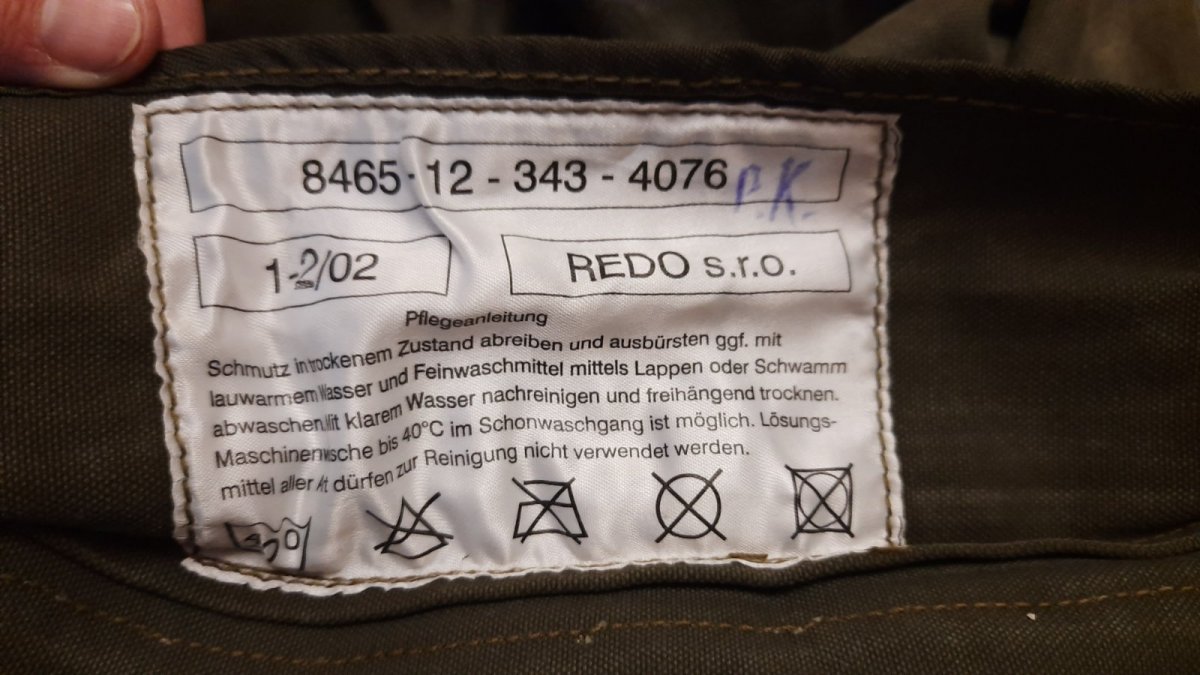 8465-12-343-4076 P.K.
1-2/02
REDO s.r.o.
Pflegeanleitung
Schmutz in trockenem Zustand abreiben und ausbürsten ggf. mit
lauwarmem Wasser und Feinwaschmittel mittels Lappen oder Schwamm
abwaschen. Mit klarem Wasser nachreinigen und freihängend trocknen.
Maschinenwäsche bis 40°C im Schonwaschgang ist möglich. Lösungs-
mittel aller Art dürfen zur Reinigung nicht verwendet werden.
40